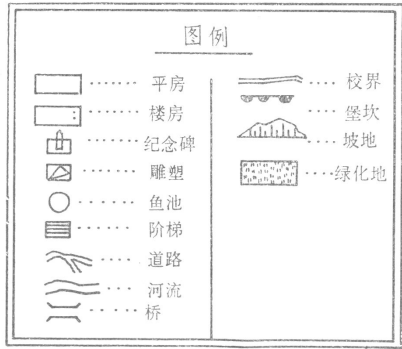 图例
平房
楼房
纪念碑
雕塑
鱼池
阶梯
道路
河流
桥
校界
堡坎
坡地
绿化地